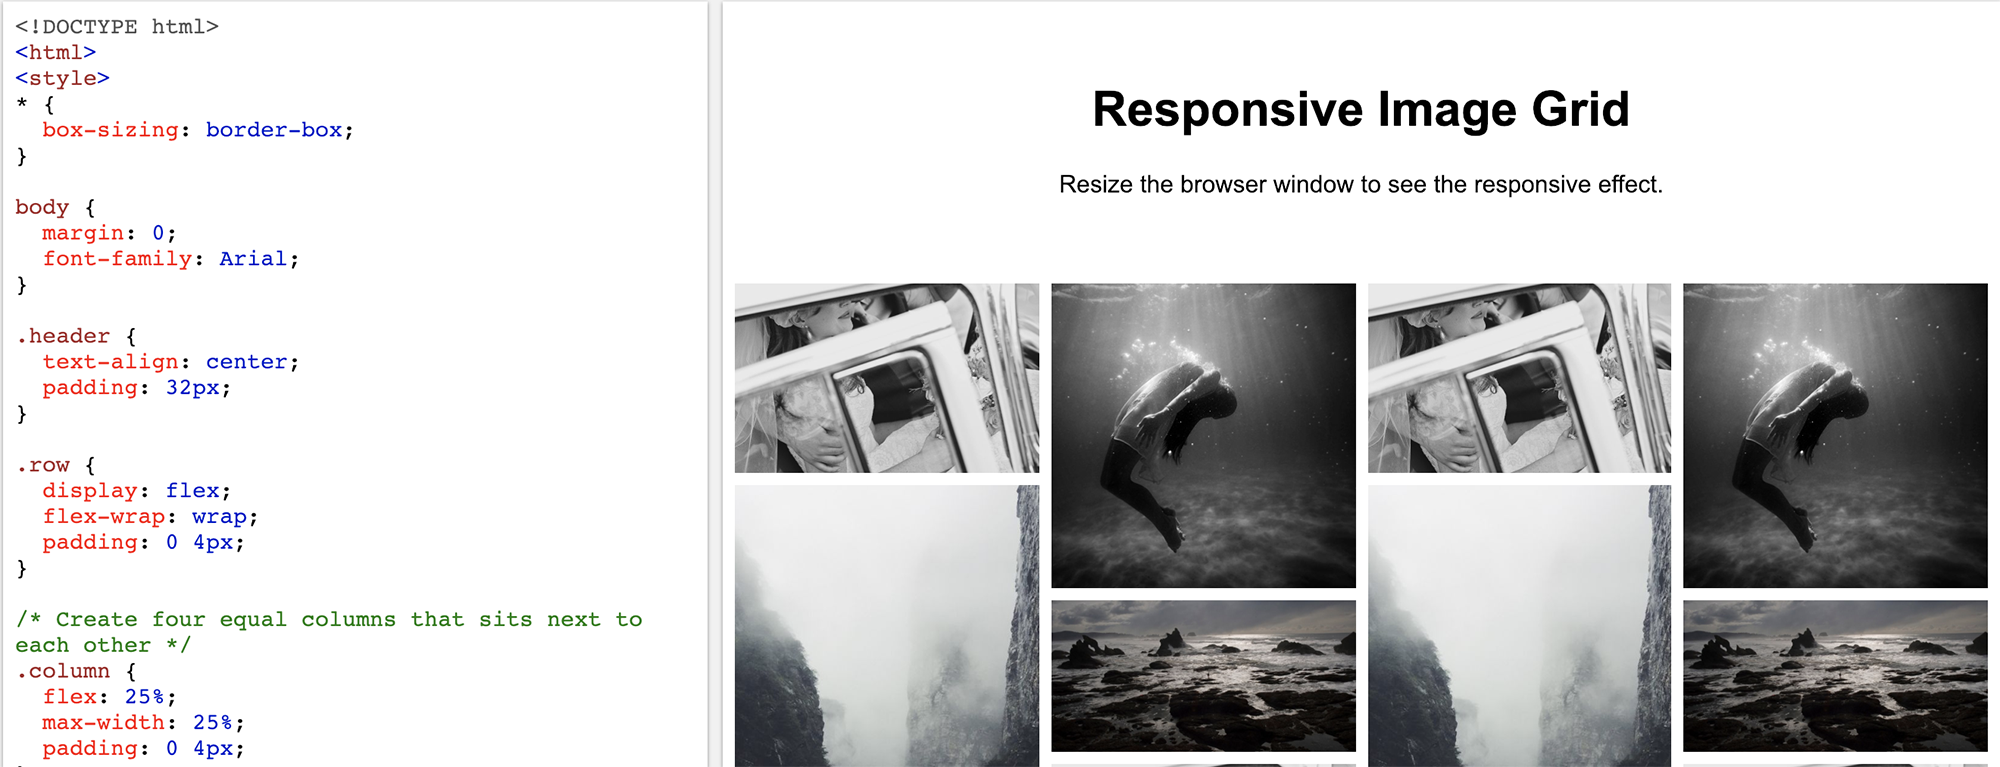 <!DOCTYPE html>
<html>
<style>
* {
  box-sizing: border-box;
}

body {
  margin: 0;
  font-family: Arial;
}

.header {
  text-align: center;
  padding: 32px;
}

.row {
  display: flex;
  flex-wrap: wrap;
  padding: 0 4px;
}

/* Create four equal columns that sits next to
each other */
.column {
  flex: 25%;
  max-width: 25%;
  padding: 0 4px;
Responsive Image Grid
Resize the browser window to see the responsive effect.